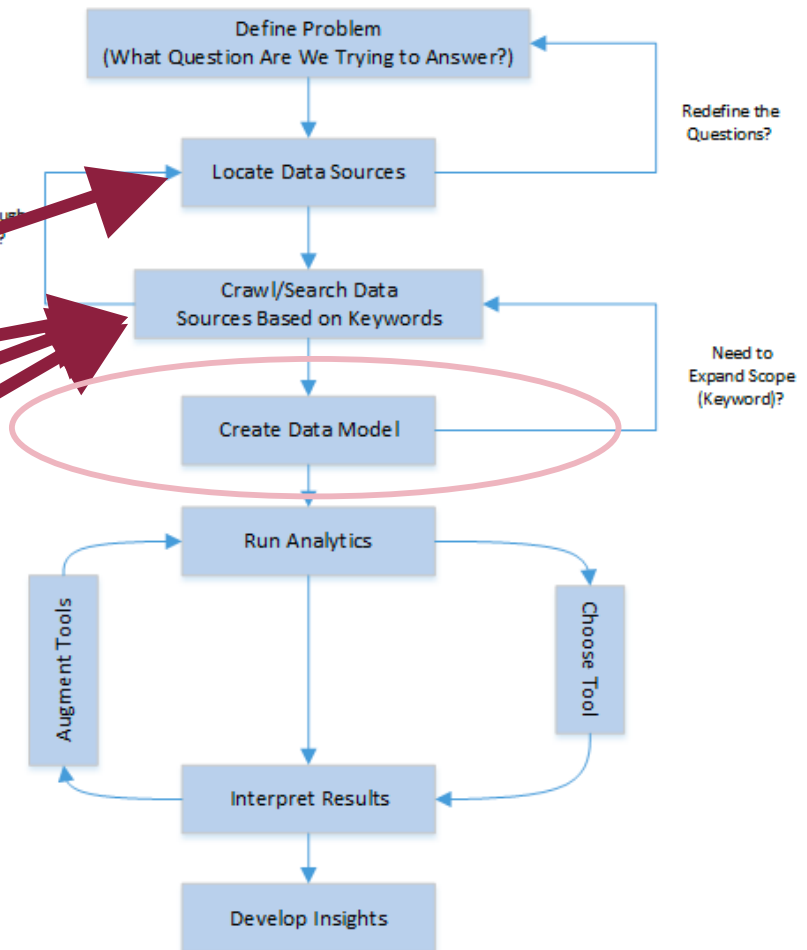 Define Problem
(What Question Are We Trying to Answer?)
Redefine the
Questions?
Locate Data Sources
?
Crawl/Search Data
Sources Based on Keywords
Need to
Expand Scope
(Keyword)?
Create Data Model
Run Analytics
Augment Tools
Choose Tool
Interpret Results
Develop Insights